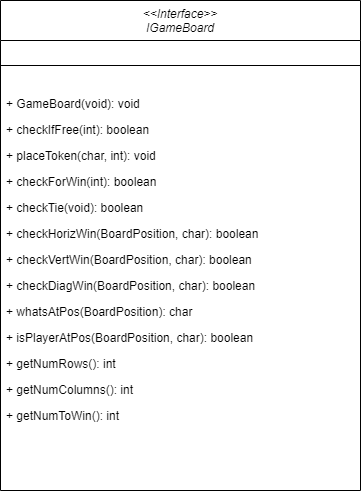 <<Interface>>
IGameBoard
+ GameBoard(void): void
+ checkIfFree(int): boolean
+ placeToken(char, int): void
+ checkForWin(int): boolean
+ checkTie(void): boolean
+ checkHorizWin(BoardPosition, char): boolean
+ checkVertWin(BoardPosition, char): boolean
+ checkDiagWin(BoardPosition, char): boolean
+ whatsAtPos(BoardPosition): char
+ isPlayerAtPos(BoardPosition, char): boolean
+ getNumRows(): int
+ getNumColumns(): int
+ getNumToWin(): int